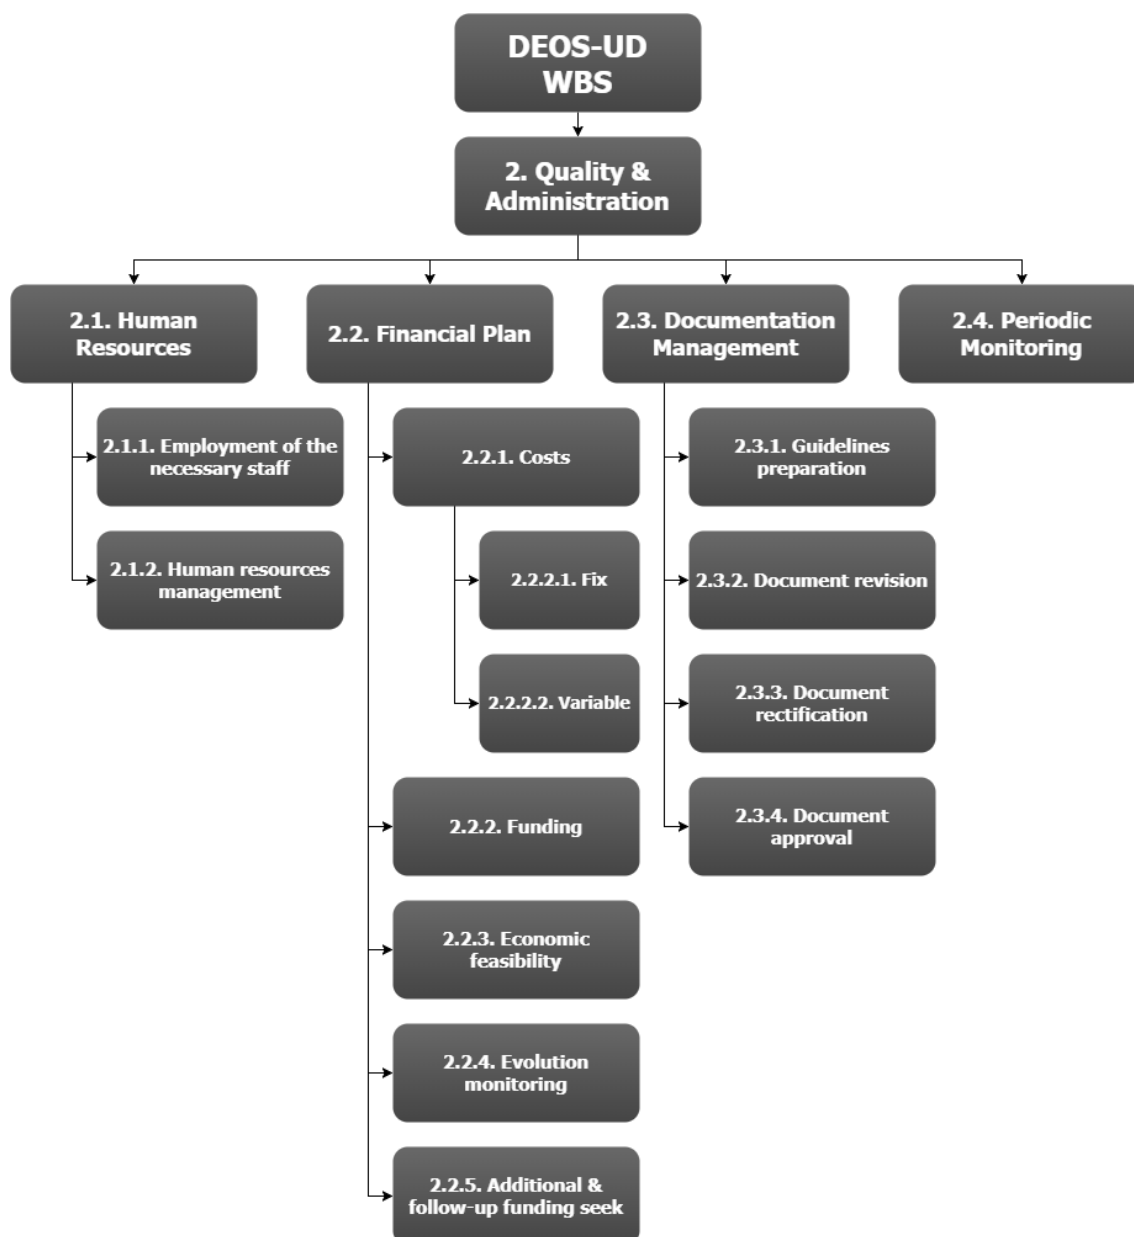 DEOS-UD
WBS
2. Quality &
Administration
2.1. Human
Resources
2.2. Financial Plan
2.3. Documentation
Management
2.4. Periodic
Monitoring
2.1.1. Employment of the
necessary staff
2.1.2. Human resources
management
2.2.1. Costs
2.2.2.1. Fix
2.2.2.2. Variable
2.2.2. Funding
2.2.3. Economic
feasibility
2.2.4. Evolution
monitoring
2.2.5. Additional &
follow-up funding seek
2.3.1. Guidelines
preparation
2.3.2. Document revision
2.3.3. Document
rectification
2.3.4. Document
approval